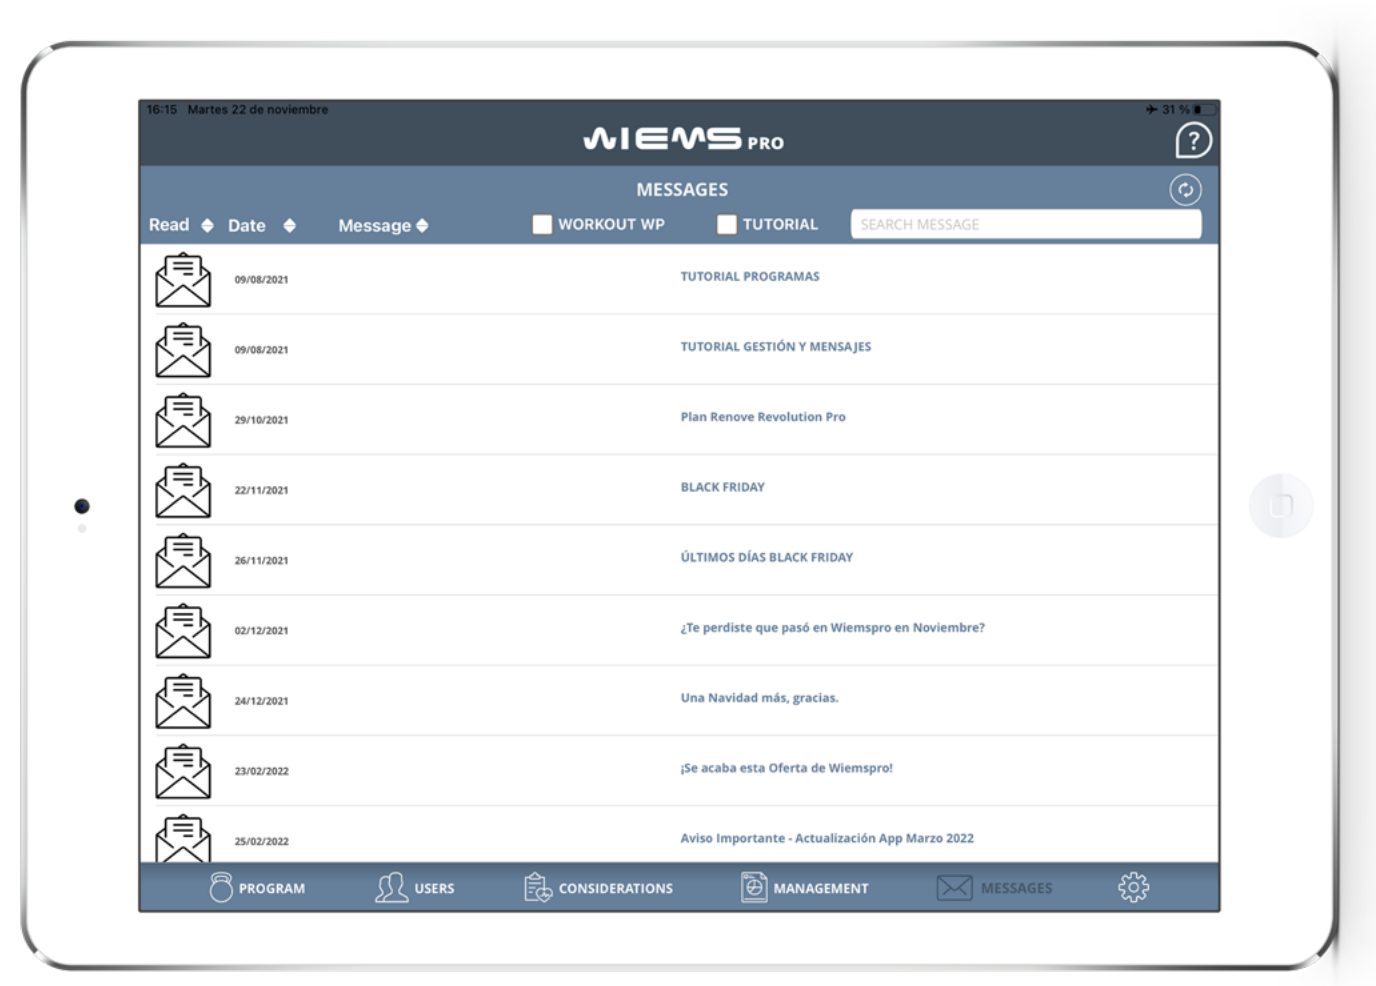 16:15 Martes 22 de noviembre
31 %
WIEMS PRO
?
MESSAGES
Read Date Message WORKOUT WP TUTORIAL SEARCH MESSAGE
09/08/2021 TUTORIAL PROGRAMAS
09/08/2021 TUTORIAL GESTIÓN Y MENSAJES
29/10/2021 Plan Renove Revolution Pro
22/11/2021 BLACK FRIDAY
26/11/2021 ÚLTIMOS DÍAS BLACK FRIDAY
02/12/2021 ¿Te perdiste que pasó en Wiemspro en Noviembre?
24/12/2021 Una Navidad más, gracias.
23/02/2022 ¡Se acaba esta Oferta de Wiemspro!
25/02/2022 Aviso Importante - Actualización App Marzo 2022
PROGRAM USERS CONSIDERATIONS MANAGEMENT MESSAGES